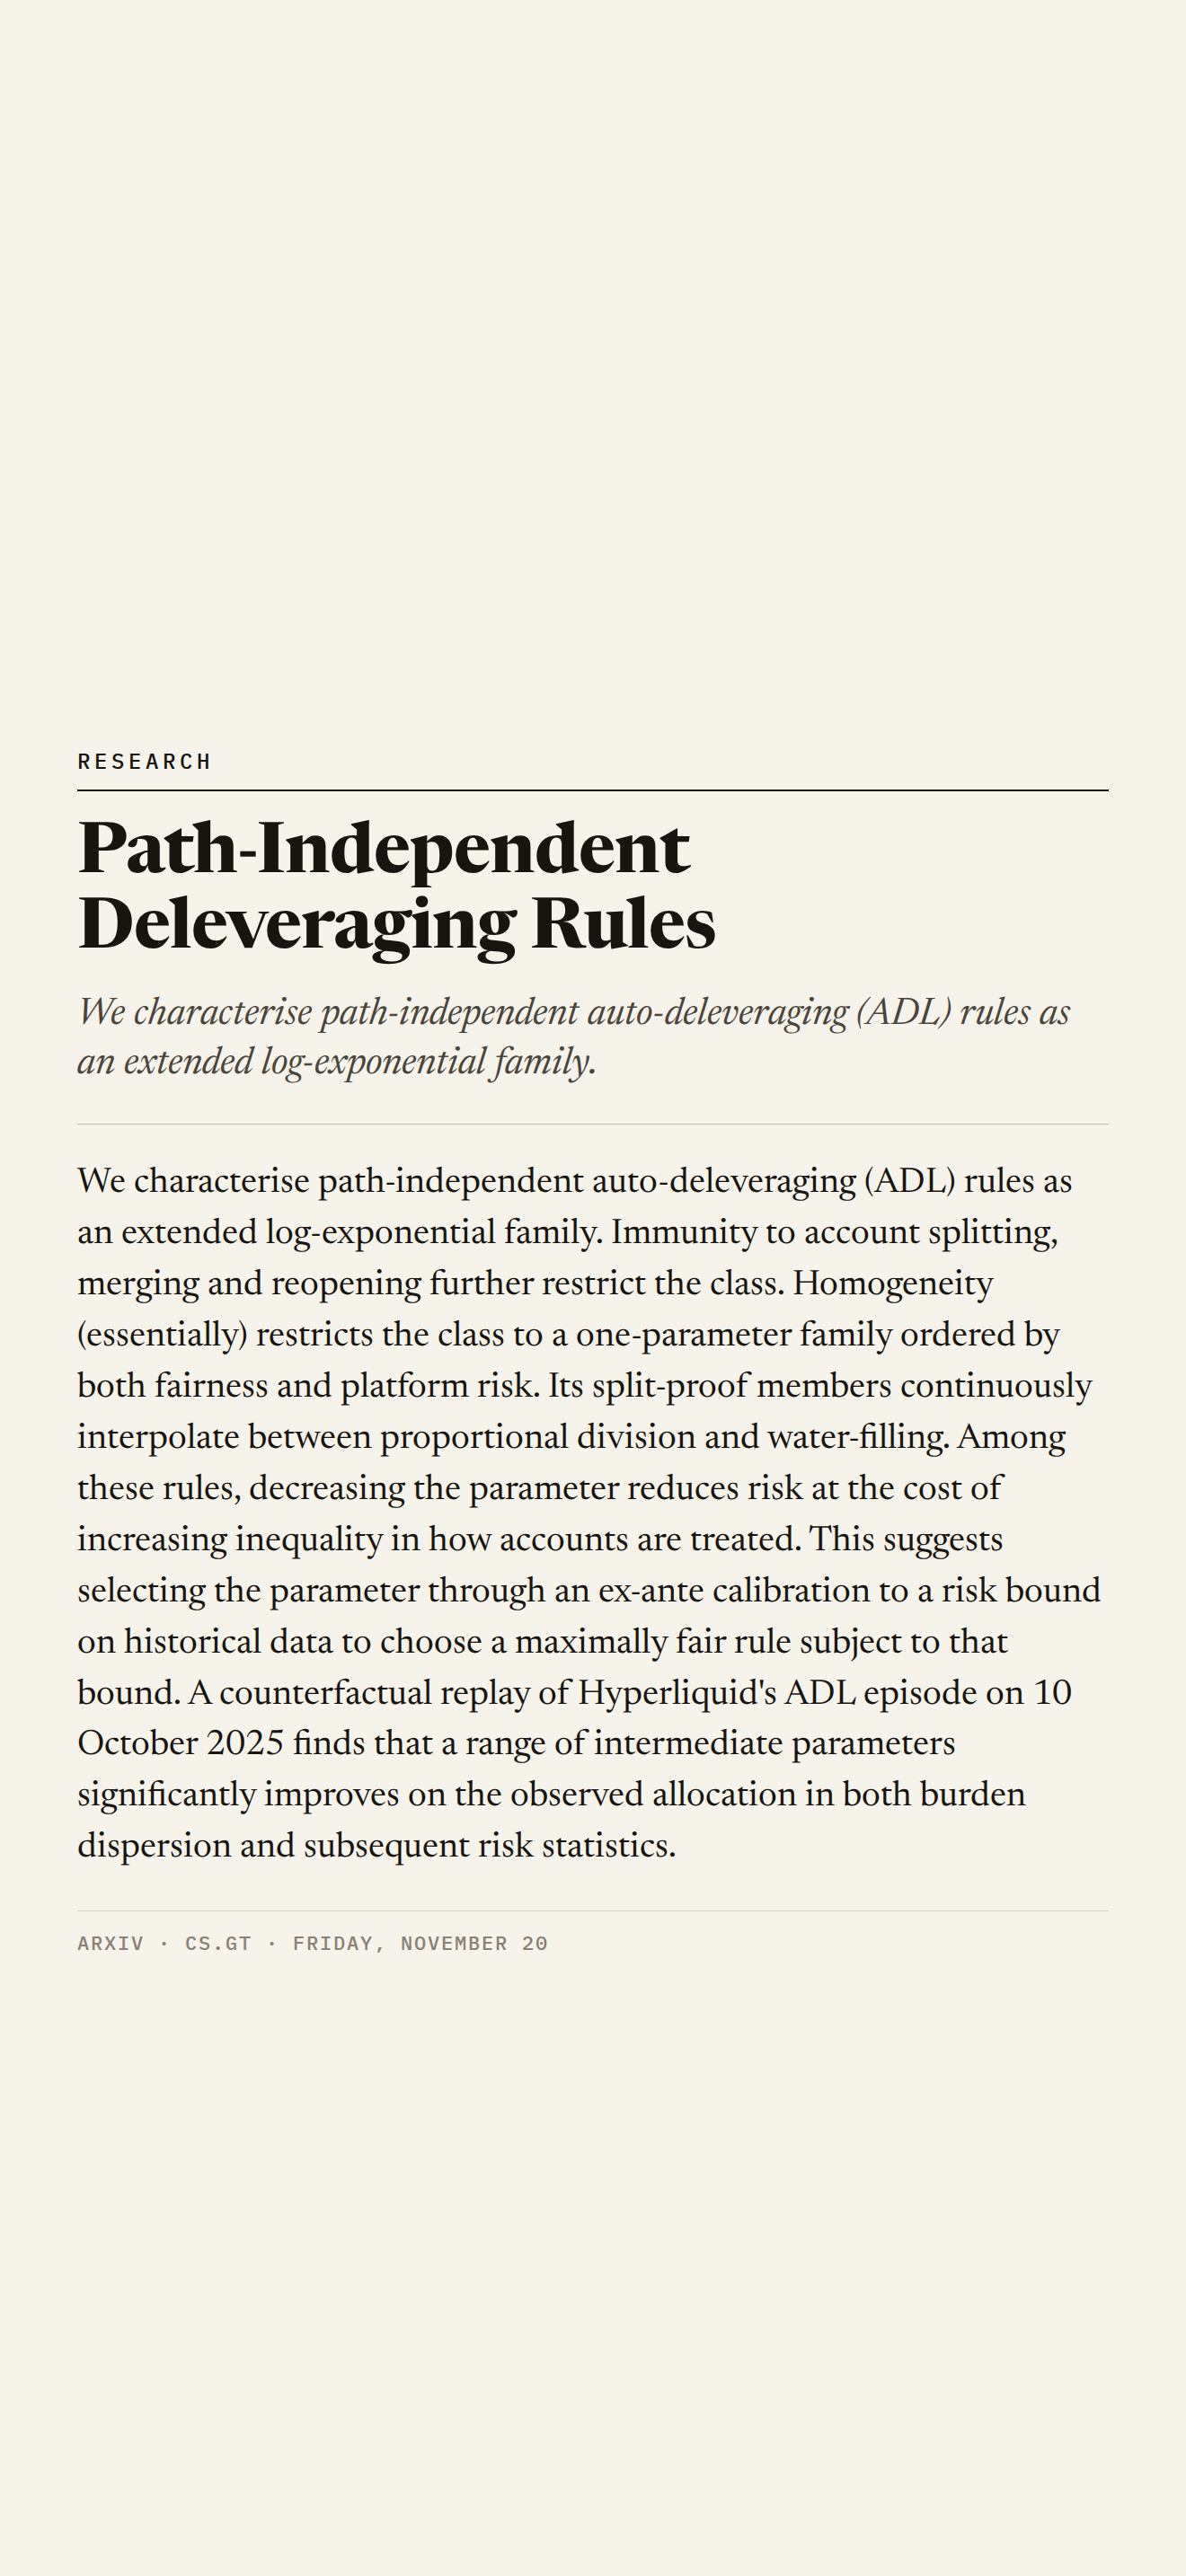 RESEARCH
Path-Independent
Deleveraging Rules
We characterise path-independent auto-deleveraging (ADL) rules as
an extended log-exponential family.
We characterise path-independent auto-deleveraging (ADL) rules as
an extended log-exponential family. Immunity to account splitting,
merging and reopening further restrict the class. Homogeneity
(essentially) restricts the class to a one-parameter family ordered by
both fairness and platform risk. Its split-proof members continuously
interpolate between proportional division and water-filling. Among
these rules, decreasing the parameter reduces risk at the cost of
increasing inequality in how accounts are treated. This suggests
selecting the parameter through an ex-ante calibration to a risk bound
on historical data to choose a maximally fair rule subject to that
bound. A counterfactual replay of Hyperliquid's ADL episode on 10
October 2025 finds that a range of intermediate parameters
significantly improves on the observed allocation in both burden
dispersion and subsequent risk statistics.
ARXIV · CS.GT · FRIDAY, NOVEMBER 20